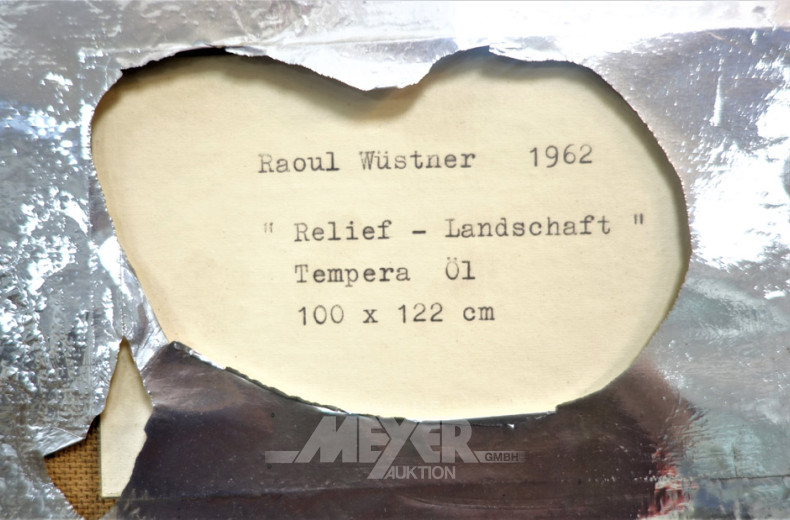 Raoul Wüstner 1962
" Relief - Landschaft "
Tempera Öl
100 x 122 cm
MEYER
GMBH
AUKTION